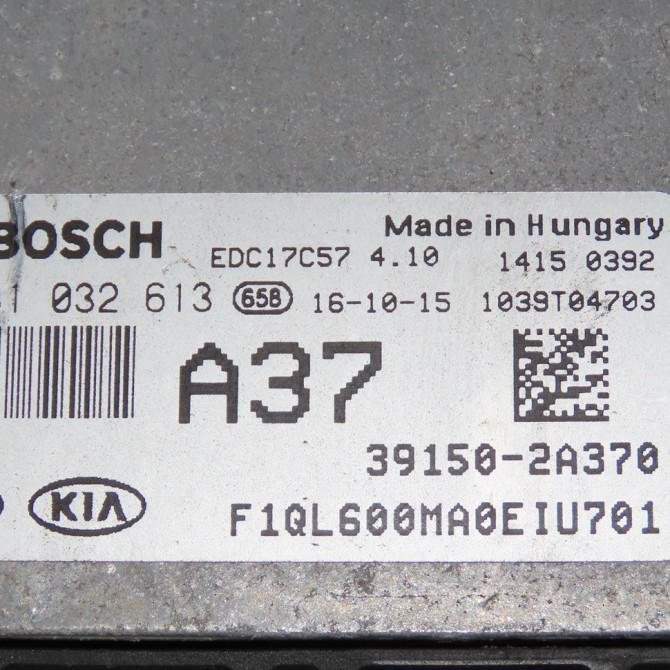 BOSCH
Made in Hungary
EDC17C57 4.10
1415 0392
1 032 613 658 16-10-15 1039T04703
A37
39150-2A370
KIA
F1QL600MA0EIU701